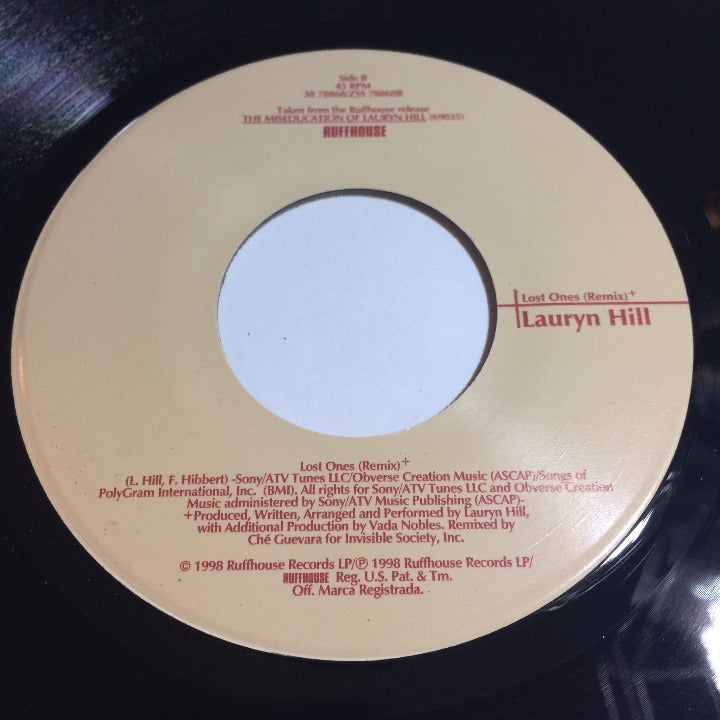 Side B
45 RPM
38 78868/ZSS 78868B
Taken from the Ruffhouse release
THE MISEDUCATION OF LAURYN HILL (69035)
RUFFHOUSE
Lost Ones (Remix)+
Lauryn Hill
Lost Ones (Remix)+
(L. Hill, F. Hibbert) -Sony/ATV Tunes LLC/Obverse Creation Music (ASCAP)/Songs of
PolyGram International, Inc. (BMI). All rights for Sony/ATV Tunes LLC and Obverse Creation
Music administered by Sony/ATV Music Publishing (ASCAP).
+Produced, Written, Arranged and Performed by Lauryn Hill,
with Additional Production by Vada Nobles. Remixed by
Ché Guevara for Invisible Society, Inc.
© 1998 Ruffhouse Records LP/℗ 1998 Ruffhouse Records LP/
RUFFHOUSE Reg. U.S. Pat. & Tm.
Off. Marca Registrada.